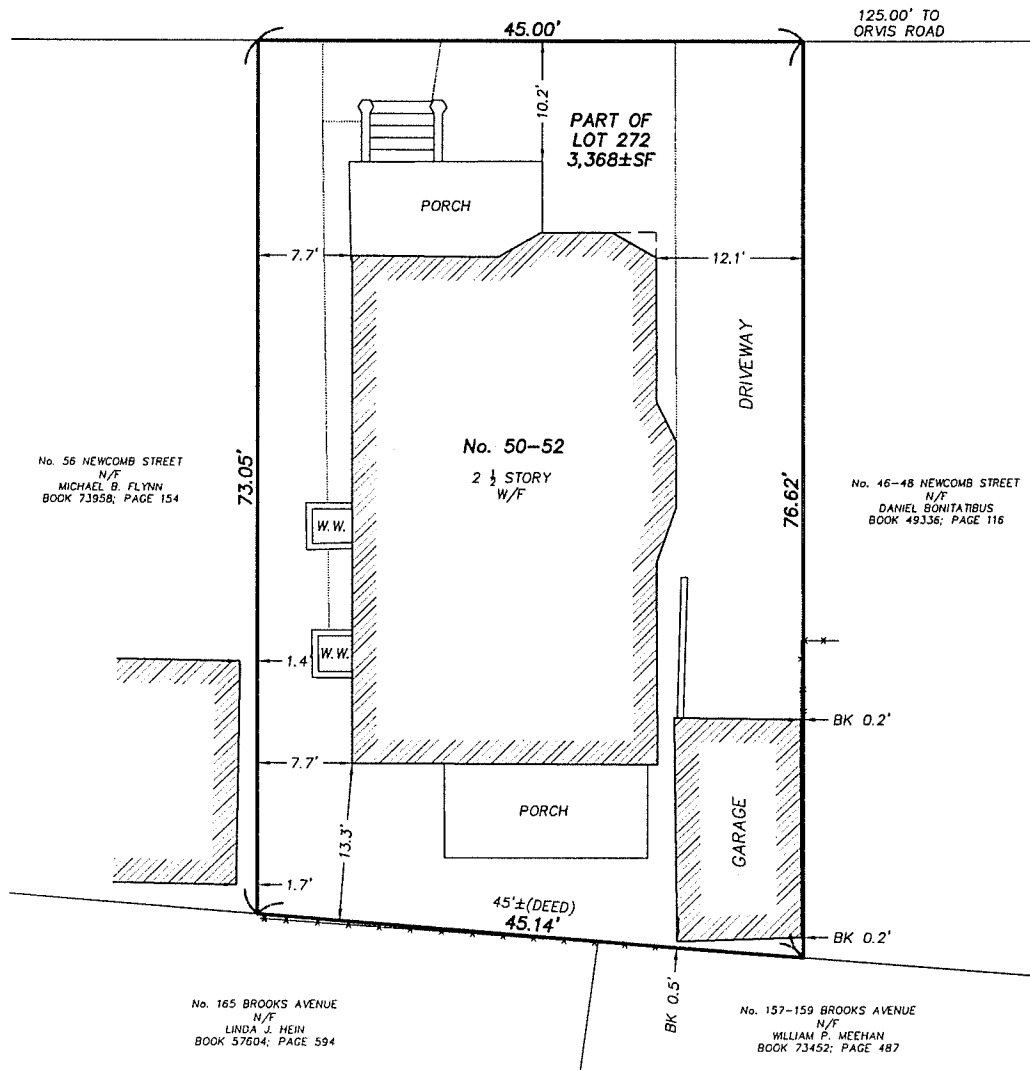 125.00' TO
ORVIS ROAD
45.00'
10.2'
PART OF
LOT 272
3,368±SF
PORCH
7.7'
12.1'
DRIVEWAY
No. 50-52
2 ½ STORY
W/F
73.05'
76.62'
No. 56 NEWCOMB STREET
N/F
MICHAEL B. FLYNN
BOOK 73958; PAGE 154
No. 46-48 NEWCOMB STREET
N/F
DANIEL BONITATIBUS
BOOK 49336; PAGE 116
W.W.
W.W.
1.4'
BK 0.2'
7.7'
PORCH
GARAGE
13.3'
1.7'
45'±(DEED)
45.14'
BK 0.2'
BK 0.5'
No. 165 BROOKS AVENUE
N/F
LINDA J. HEIN
BOOK 57604; PAGE 594
No. 157-159 BROOKS AVENUE
N/F
WILLIAM P. MEEHAN
BOOK 73452; PAGE 487